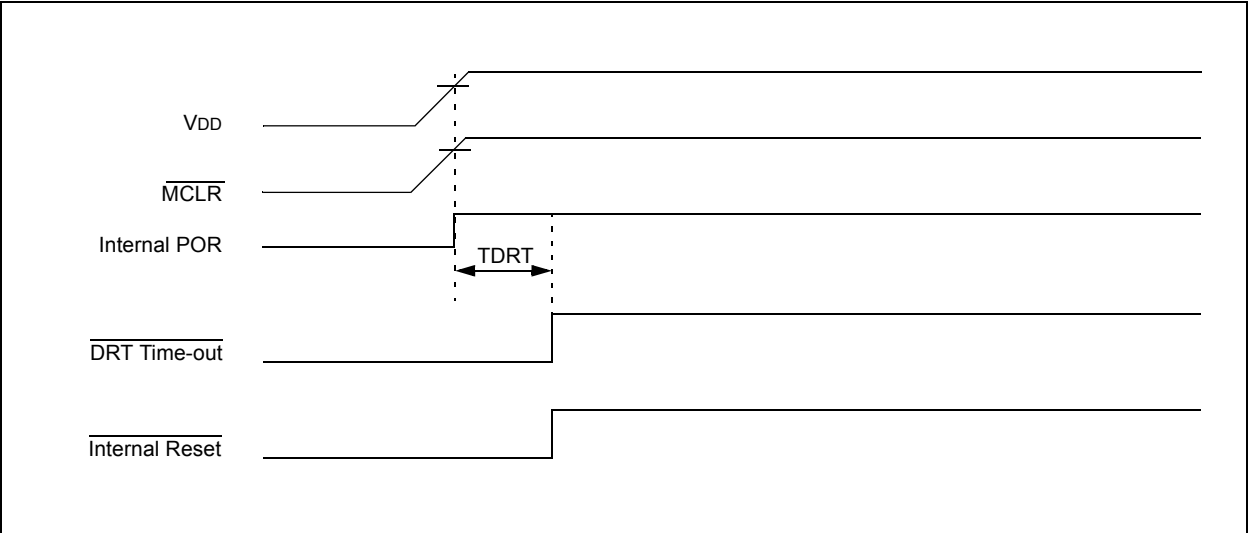 VDD
MCLR
Internal POR
TDRT
DRT Time-out
Internal Reset